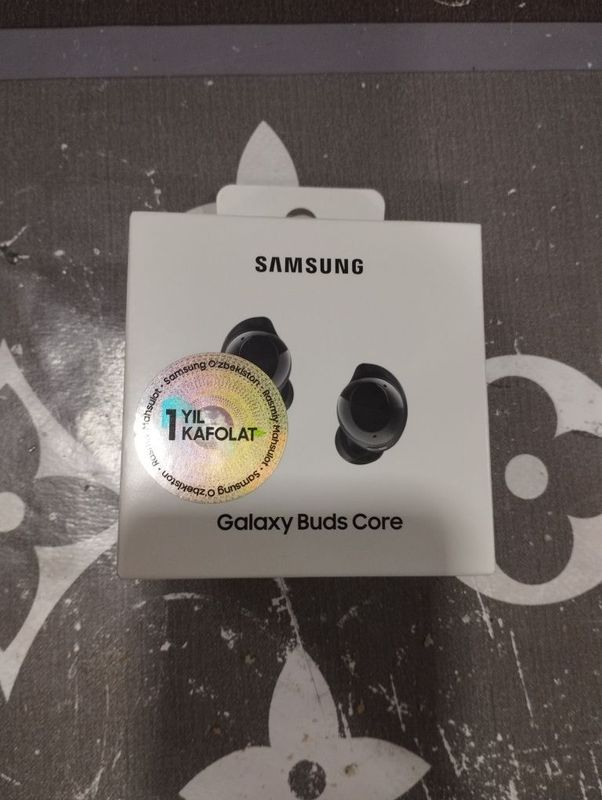 SAMSUNG
Samsung O'zbekiston · Rasmiy Mahsulot · Samsung O'zbekiston · Rasmiy Mahsulot ·
1 YIL
KAFOLAT
Galaxy Buds Core